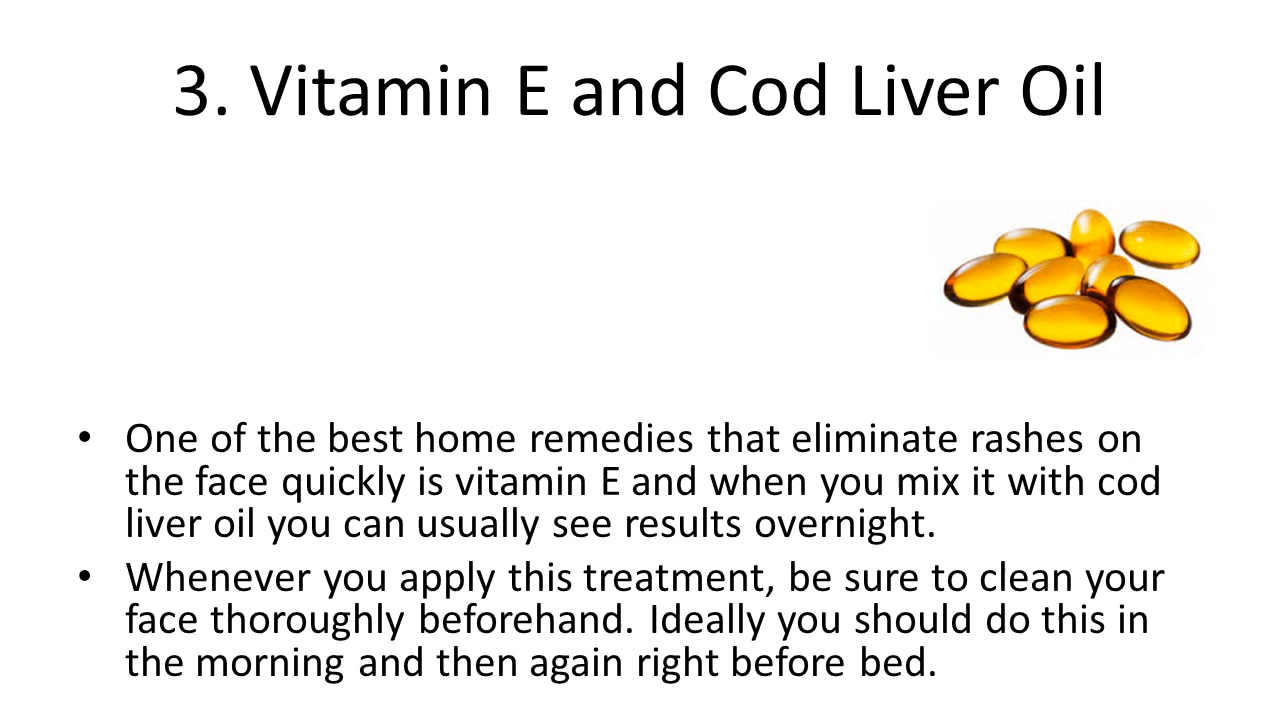 3. Vitamin E and Cod Liver Oil
• One of the best home remedies that eliminate rashes on
the face quickly is vitamin E and when you mix it with cod
liver oil you can usually see results overnight.
• Whenever you apply this treatment, be sure to clean your
face thoroughly beforehand. Ideally you should do this in
the morning and then again right before bed.